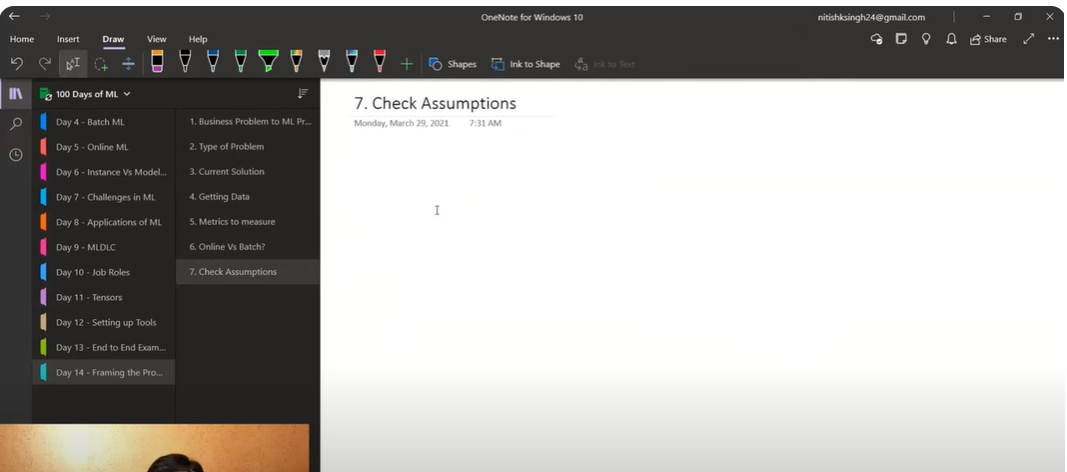 OneNote for Windows 10
nitishksingh24@gmail.com
Home Insert Draw View Help
Share
Shapes Ink to Shape Ink to Text
100 Days of ML
Day 4 - Batch ML
Day 5 - Online ML
Day 6 - Instance Vs Model...
Day 7 - Challenges in ML
Day 8 - Applications of ML
Day 9 - MLDLC
Day 10 - Job Roles
Day 11 - Tensors
Day 12 - Setting up Tools
Day 13 - End to End Exam...
Day 14 - Framing the Pro...
1. Business Problem to ML Pr...
2. Type of Problem
3. Current Solution
4. Getting Data
5. Metrics to measure
6. Online Vs Batch?
7. Check Assumptions
7. Check Assumptions
Monday, March 29, 2021 7:31 AM